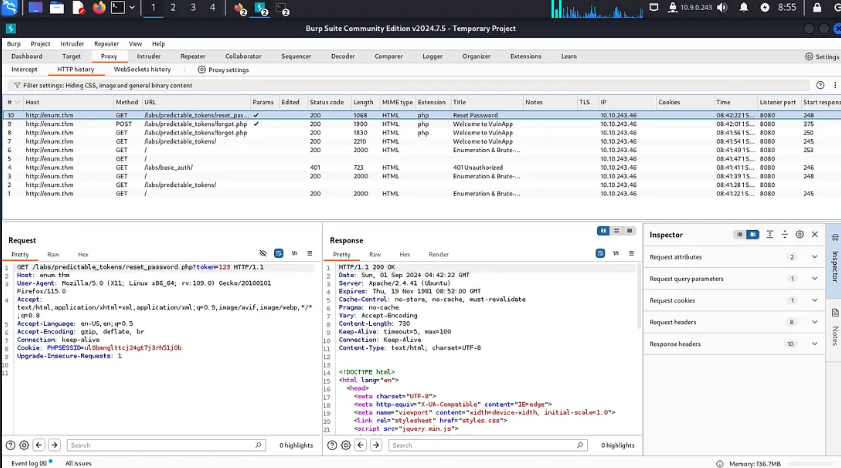 1 2 3 4 10.9.0.243 8:55
Burp Suite Community Edition v2024.7.5 - Temporary Project
Burp Project Intruder Repeater View Help
Dashboard Target Proxy Intruder Repeater Collaborator Sequencer Decoder Comparer Logger Organizer Extensions Learn Settings
Intercept HTTP history WebSockets history Proxy settings
Filter settings: Hiding CSS, image and general binary content
# Host Method URL Params Edited Status code Length MIME type Extension Title Notes TLS IP Cookies Time Listener port Start respons
10 http://enum.thm GET /labs/predictable_tokens/reset_pas... ✓ 200 1068 HTML php Reset Password 10.10.243.46 08:42:22 1 S... 8080 248
9 http://enum.thm POST /labs/predictable_tokens/forgot.php ✓ 200 1900 HTML php Welcome to VulnApp 10.10.243.46 08:42:01 1 S... 8080 375
8 http://enum.thm GET /labs/predictable_tokens/forgot.php 200 1830 HTML php Welcome to VulnApp 10.10.243.46 08:41:56 1 S... 8080 250
7 http://enum.thm GET /labs/predictable_tokens/ 200 2210 HTML Welcome to VulnApp 10.10.243.46 08:41:54 1 S... 8080 245
6 http://enum.thm GET / 200 2000 HTML Enumeration & Brute-... 10.10.243.46 08:41:49 1 S... 8080 253
5 http://enum.thm GET / 10.10.243.46 08:41:47 1 S... 8080
4 http://enum.thm GET /labs/basic_auth/ 401 723 HTML 401 Unauthorized 10.10.243.46 08:41:41 1 S... 8080 246
3 http://enum.thm GET / 200 2000 HTML Enumeration & Brute-... 10.10.243.46 08:41:39 1 S... 8080 248
2 http://enum.thm GET /labs/predictable_tokens/ 10.10.243.46 08:41:28 1 S... 8080
1 http://enum.thm GET / 200 2000 HTML Enumeration & Brute-... 10.10.243.46 08:41:22 1 S... 8080 245
Request
Pretty Raw Hex
1 GET /labs/predictable_tokens/reset_password.php?token=123 HTTP/1.1
2 Host: enum.thm
3 User-Agent: Mozilla/5.0 (X11; Linux x86_64; rv:109.0) Gecko/20100101
Firefox/115.0
4 Accept:
text/html,application/xhtml+xml,application/xml;q=0.9,image/avif,image/webp,*/*
;q=0.8
5 Accept-Language: en-US,en;q=0.5
6 Accept-Encoding: gzip, deflate, br
7 Connection: keep-alive
8 Cookie: PHPSESSID=
9 Upgrade-Insecure-Requests: 1
10
11
Search 0 highlights
Response
Pretty Raw Hex Render
1 HTTP/1.1 200 OK
2 Date: Sun, 01 Sep 2024 04:42:22 GMT
3 Server: Apache/2.4.41 (Ubuntu)
4 Expires: Thu, 19 Nov 1981 08:52:00 GMT
5 Cache-Control: no-store, no-cache, must-revalidate
6 Pragma: no-cache
7 Vary: Accept-Encoding
8 Content-Length: 730
9 Keep-Alive: timeout=5, max=100
10 Connection: Keep-Alive
11 Content-Type: text/html; charset=UTF-8
12
13
14 <!DOCTYPE html>
15 <html lang="en">
16 <head>
17 <meta charset="UTF-8">
18 <meta http-equiv="X-UA-Compatible" content="IE=edge">
19 <meta name="viewport" content="width=device-width, initial-scale=1.0">
20 <link rel="stylesheet" href="styles.css">
21 <script src="jquery.min.js">
Search 0 highlights
Inspector
Request attributes 2
Request query parameters 1
Request cookies 1
Request headers 8
Response headers 10
Inspector
Notes
Event log (8) All issues Memory: 136.7MB